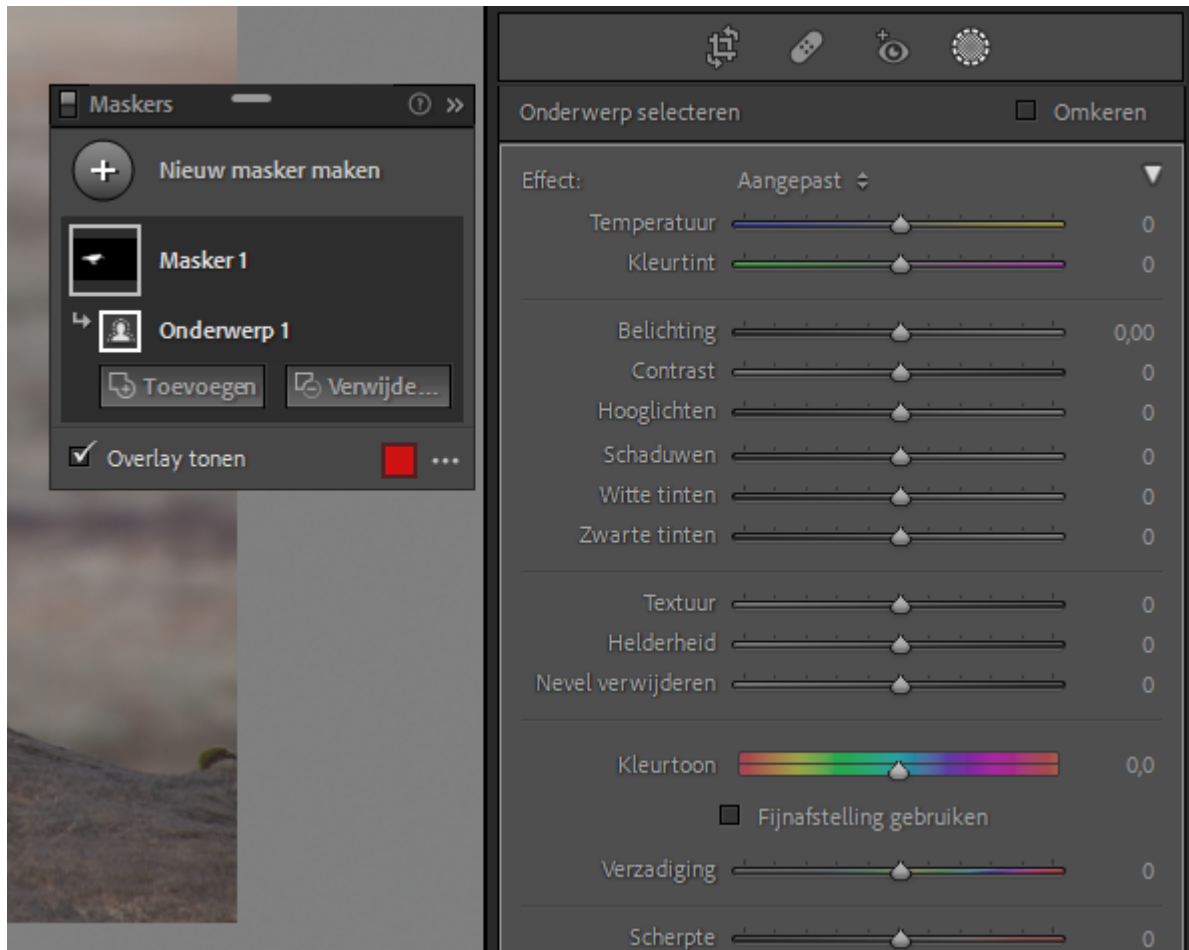 Maskers
Nieuw masker maken
Masker 1
Onderwerp 1
Toevoegen
Verwijde...
Overlay tonen
Onderwerp selecteren
Omkeren
Effect: Aangepast
Temperatuur 0
Kleurtint 0
Belichting 0,00
Contrast 0
Hooglichten 0
Schaduwen 0
Witte tinten 0
Zwarte tinten 0
Textuur 0
Helderheid 0
Nevel verwijderen 0
Kleurtoon 0,0
Fijnafstelling gebruiken
Verzadiging 0
Scherpte 0